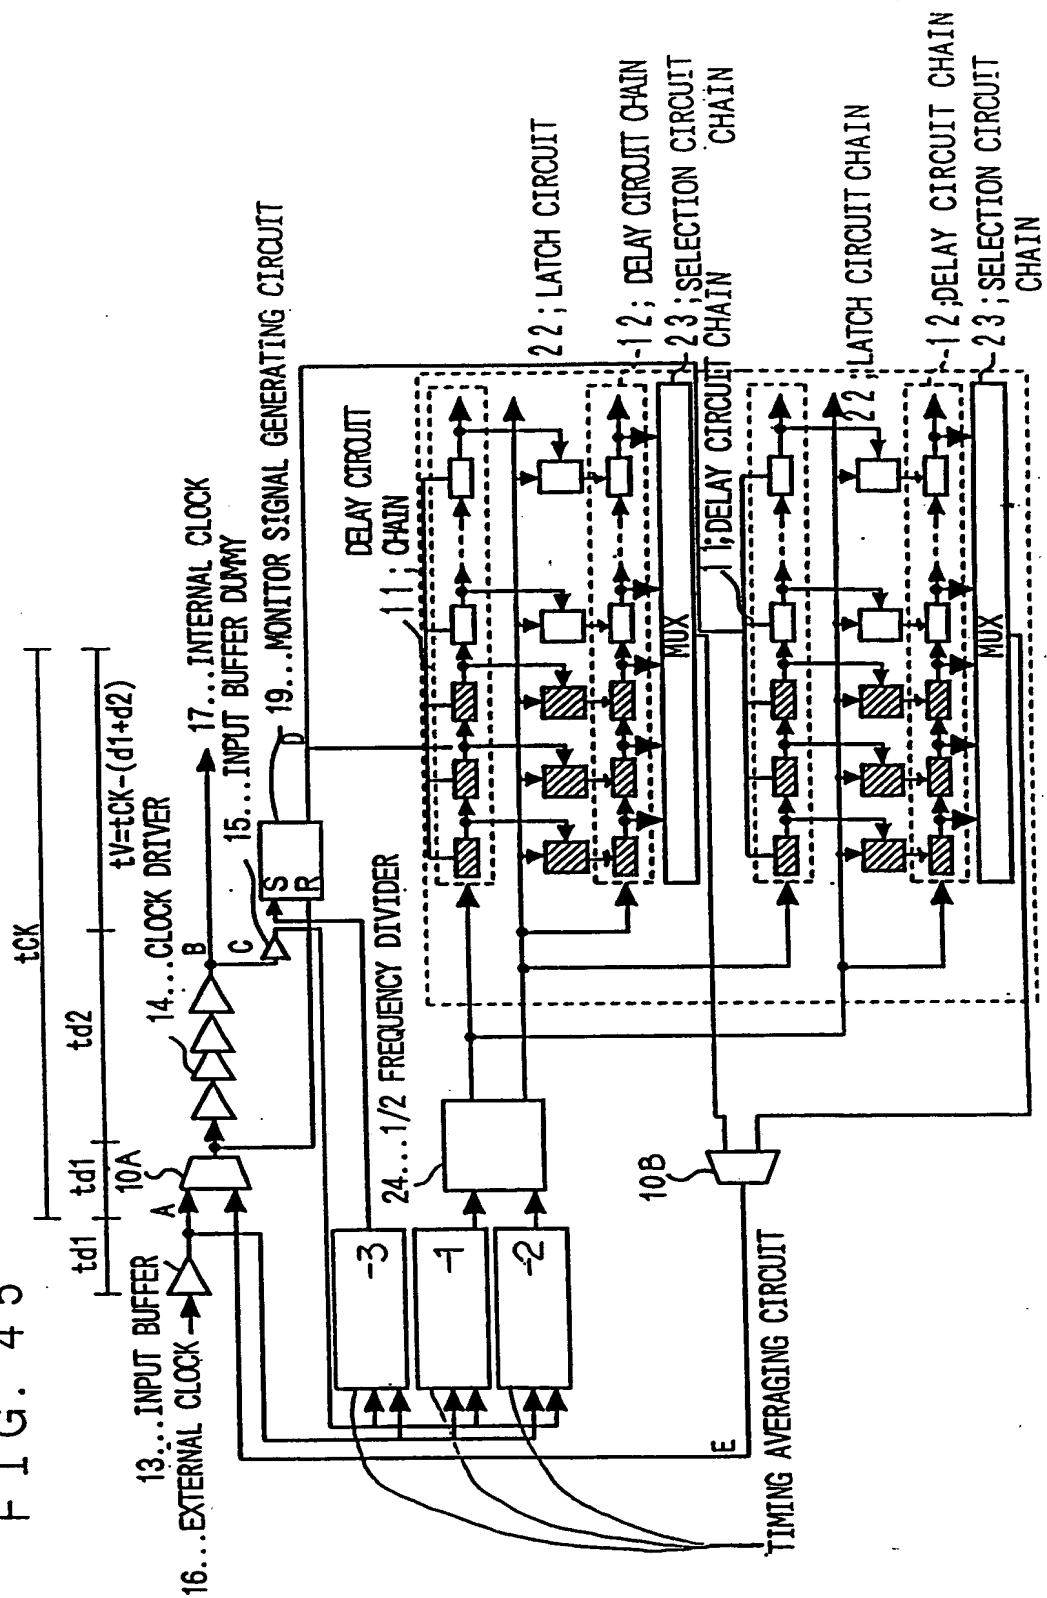 FIG. 45
tCK
td1
td1
td2
tV=tCK-(d1+d2)
13...INPUT BUFFER
16...EXTERNAL CLOCK
A
10A
14...CLOCK DRIVER
B
17...INTERNAL CLOCK
C
15...INPUT BUFFER DUMMY
S
R
D
19...MONITOR SIGNAL GENERATING CIRCUIT
-3
-1
-2
24...1/2 FREQUENCY DIVIDER
11; DELAY CIRCUIT
CHAIN
22; LATCH CIRCUIT
12; DELAY CIRCUIT CHAIN
MUX
23; SELECTION CIRCUIT
CHAIN
11; DELAY CIRCUIT CHAIN
22; LATCH CIRCUIT CHAIN
12; DELAY CIRCUIT CHAIN
MUX
23; SELECTION CIRCUIT
CHAIN
10B
E
TIMING AVERAGING CIRCUIT